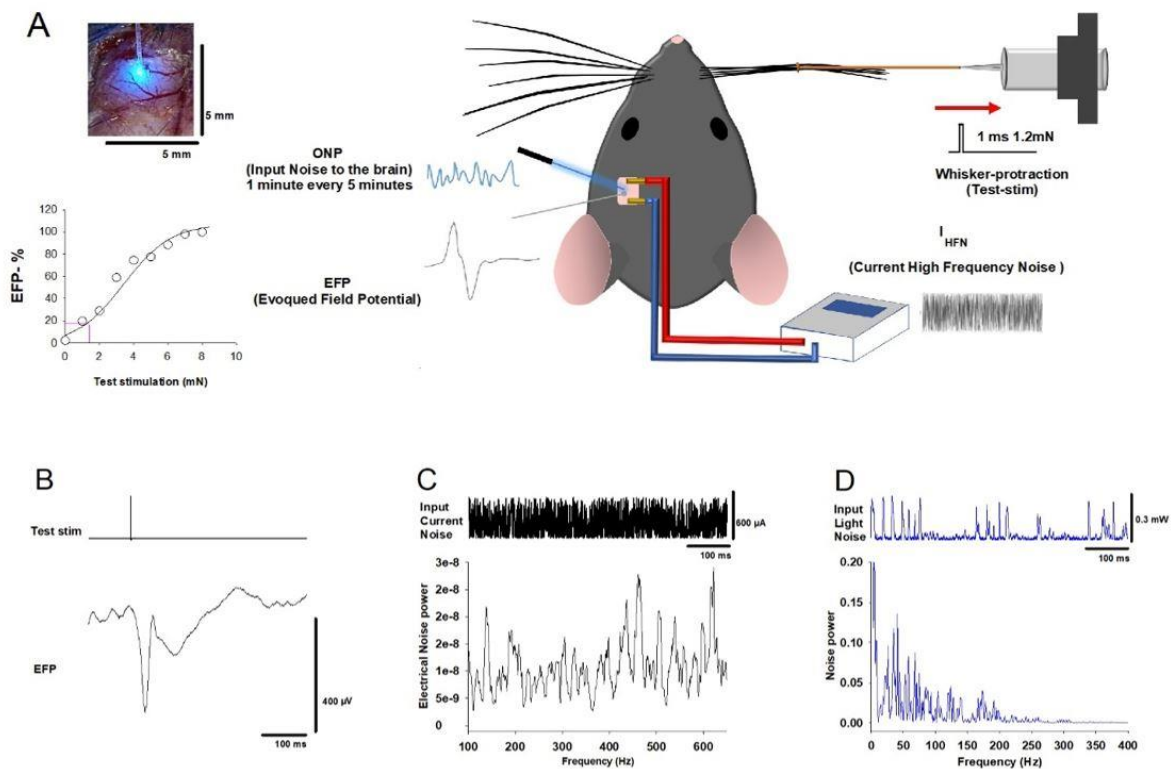 A
5 mm
5 mm
ONP
(Input Noise to the brain)
1 minute every 5 minutes
1 ms 1.2mN
Whisker-protraction
(Test-stim)
I HFN
(Current High Frequency Noise )
EFP
(Evoqued Field Potential)
EFP- %
120
100
80
60
40
20
0
0 2 4 6 8 10
Test stimulation (mN)
B
Test stim
EFP
400 µV
100 ms
C
Input
Current
Noise
600 µA
100 ms
Electrical Noise power
3e-8
3e-8
2e-8
2e-8
1e-8
1e-8
5e-9
0
100 200 300 400 500 600
Frequency (Hz)
D
Input
Light
Noise
0.3 mW
100 ms
Noise power
0.20
0.15
0.10
0.05
0.00
0 50 100 150 200 250 300 350 400
Frequency (Hz)